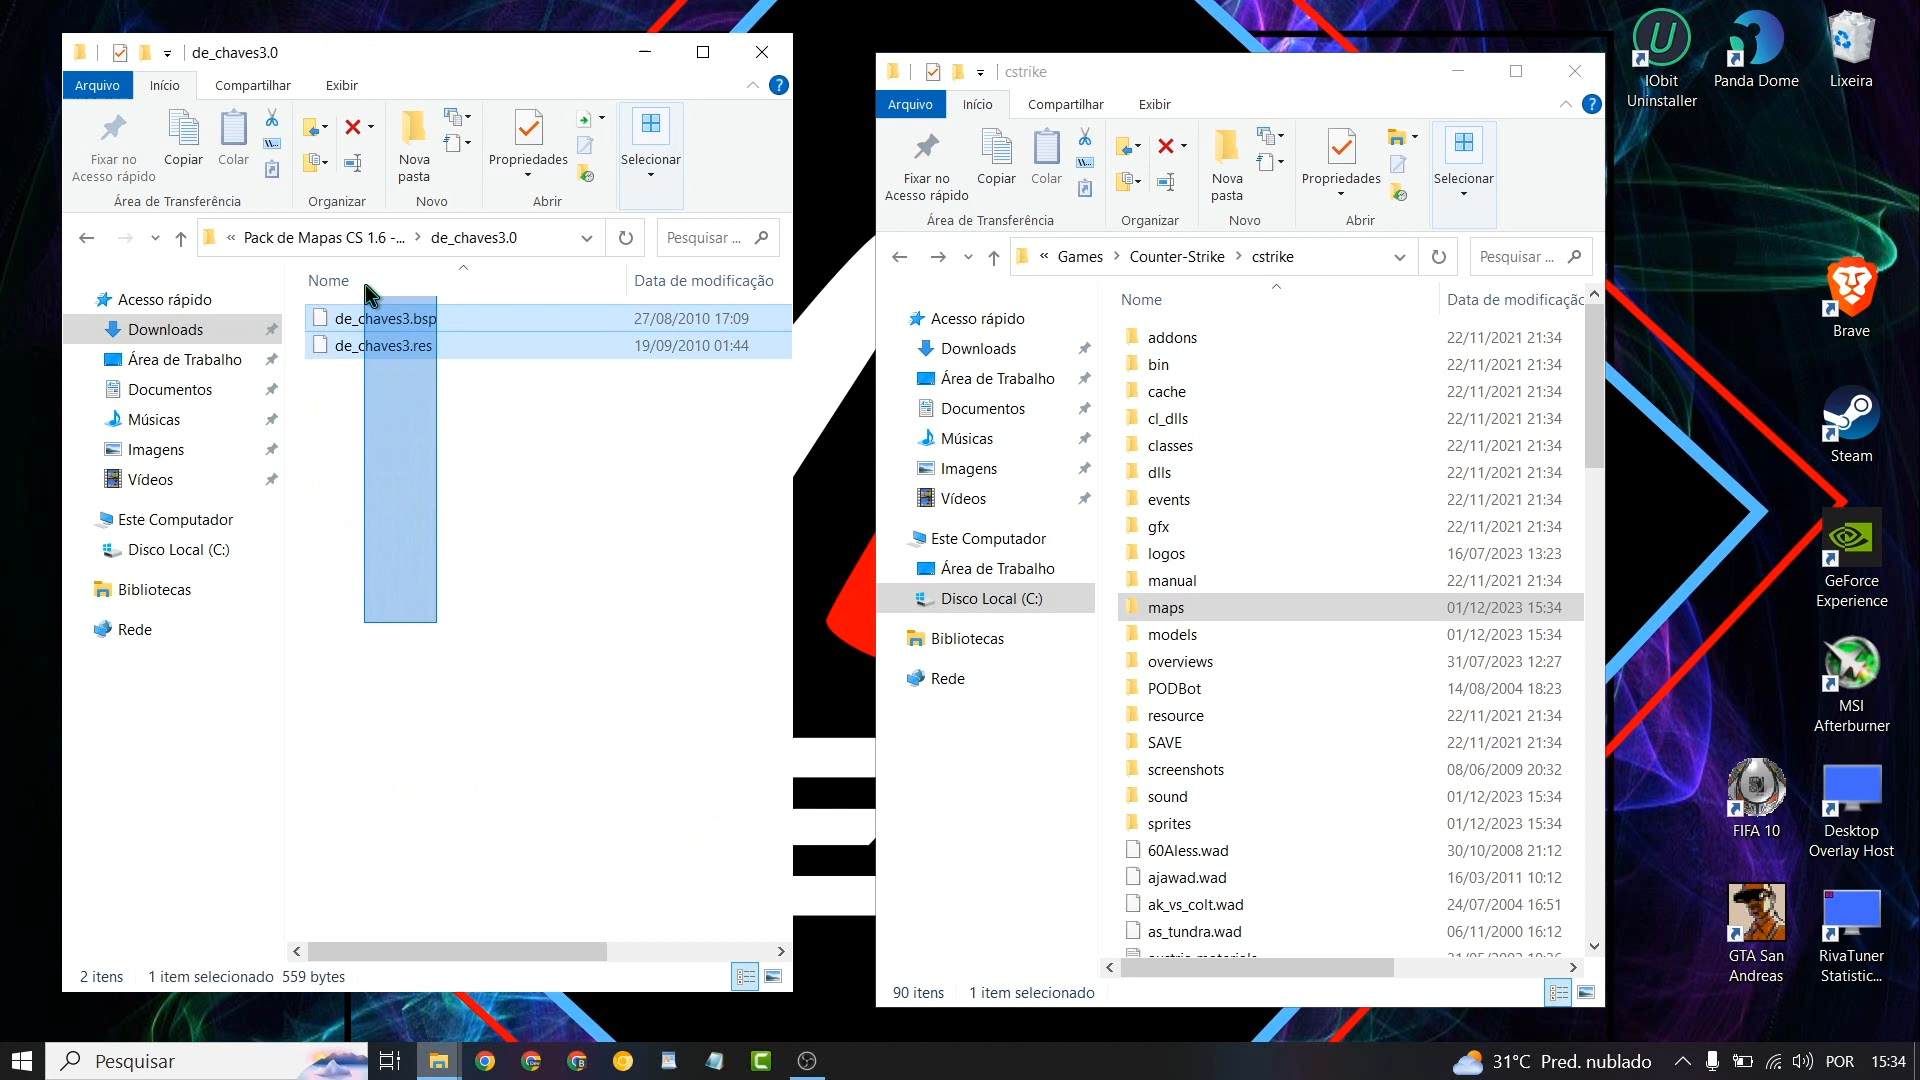 de_chaves3.0
Arquivo
Início
Compartilhar
Exibir
Fixar no
Acesso rápido
Copiar
Colar
Nova
pasta
Propriedades
Selecionar
Área de Transferência
Organizar
Novo
Abrir
« Pack de Mapas CS 1.6 -... > de_chaves3.0
Pesquisar ...
Nome
Data de modificação
Acesso rápido
Downloads
Área de Trabalho
Documentos
Músicas
Imagens
Vídeos
Este Computador
Disco Local (C:)
Bibliotecas
Rede
de_chaves3.bsp 27/08/2010 17:09
de_chaves3.res 19/09/2010 01:44
2 itens 1 item selecionado 559 bytes
cstrike
Arquivo
Início
Compartilhar
Exibir
Fixar no
Acesso rápido
Copiar
Colar
Nova
pasta
Propriedades
Selecionar
Área de Transferência
Organizar
Novo
Abrir
« Games > Counter-Strike > cstrike
Pesquisar ...
Nome
Data de modificaçã
Acesso rápido
Downloads
Área de Trabalho
Documentos
Músicas
Imagens
Vídeos
Este Computador
Área de Trabalho
Disco Local (C:)
Bibliotecas
Rede
addons 22/11/2021 21:34
bin 22/11/2021 21:34
cache 22/11/2021 21:34
cl_dlls 22/11/2021 21:34
classes 22/11/2021 21:34
dlls 22/11/2021 21:34
events 22/11/2021 21:34
gfx 22/11/2021 21:34
logos 16/07/2023 13:23
manual 22/11/2021 21:34
maps 01/12/2023 15:34
models 01/12/2023 15:34
overviews 31/07/2023 12:27
PODBot 14/08/2004 18:23
resource 22/11/2021 21:34
SAVE 22/11/2021 21:34
screenshots 08/06/2009 20:32
sound 01/12/2023 15:34
sprites 01/12/2023 15:34
60Aless.wad 30/10/2008 21:12
ajawad.wad 16/03/2011 10:12
ak_vs_colt.wad 24/07/2004 16:51
as_tundra.wad 06/11/2000 16:12
90 itens 1 item selecionado
IObit
Uninstaller
Panda Dome
Lixeira
Brave
Steam
GeForce
Experience
MSI
Afterburner
FIFA 10
Desktop
Overlay Host
GTA San
Andreas
RivaTuner
Statistic...
Pesquisar
31°C Pred. nublado
POR
15:34